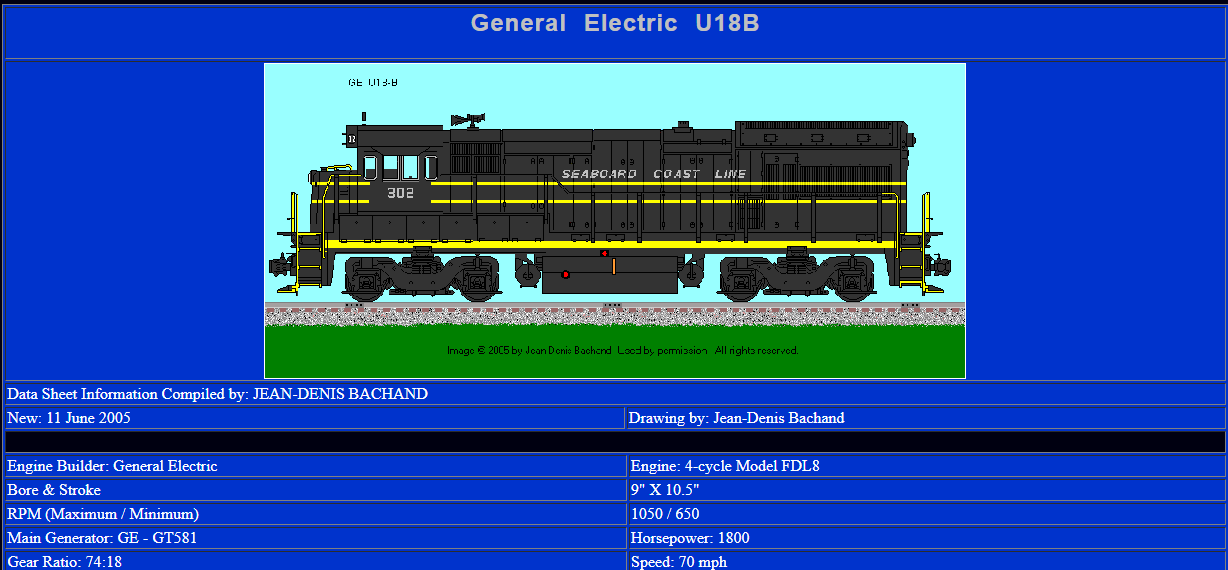 General Electric U18B
GE U18-B
32
SEABOARD COAST LINE
302
Image © 2005 by Jean-Denis Bachand. Used by permission. All rights reserved.
Data Sheet Information Compiled by: JEAN-DENIS BACHAND
New: 11 June 2005
Drawing by: Jean-Denis Bachand
Engine Builder: General Electric
Engine: 4-cycle Model FDL8
Bore & Stroke
9" X 10.5"
RPM (Maximum / Minimum)
1050 / 650
Main Generator: GE - GT581
Horsepower: 1800
Gear Ratio: 74:18
Speed: 70 mph